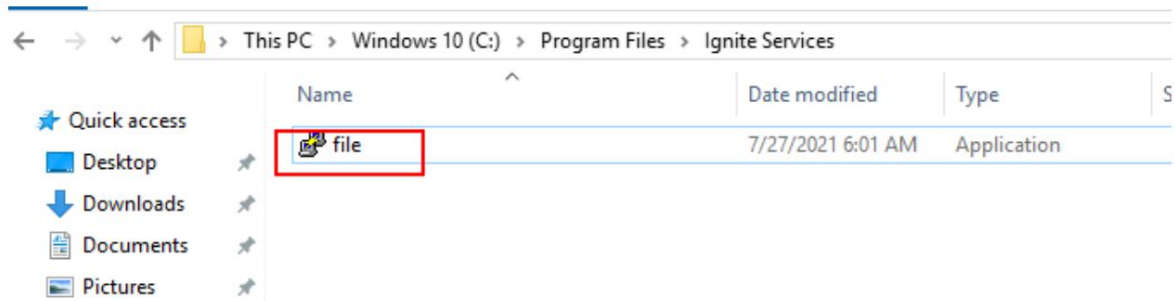 This PC > Windows 10 (C:) > Program Files > Ignite Services
Name Date modified Type S
Quick access
file 7/27/2021 6:01 AM Application
Desktop
Downloads
Documents
Pictures